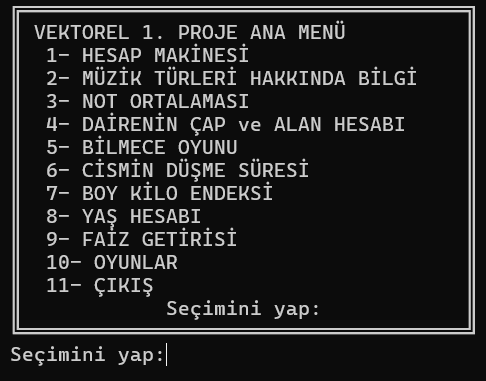 VEKTOREL 1. PROJE ANA MENÜ
1- HESAP MAKİNESİ
2- MÜZİK TÜRLERİ HAKKINDA BİLGİ
3- NOT ORTALAMASI
4- DAİRENİN ÇAP ve ALAN HESABI
5- BİLMECE OYUNU
6- CİSMİN DÜŞME SÜRESİ
7- BOY KİLO ENDEKSİ
8- YAŞ HESABI
9- FAİZ GETİRİSİ
10- OYUNLAR
11- ÇIKIŞ
Seçimini yap:
Seçimini yap: